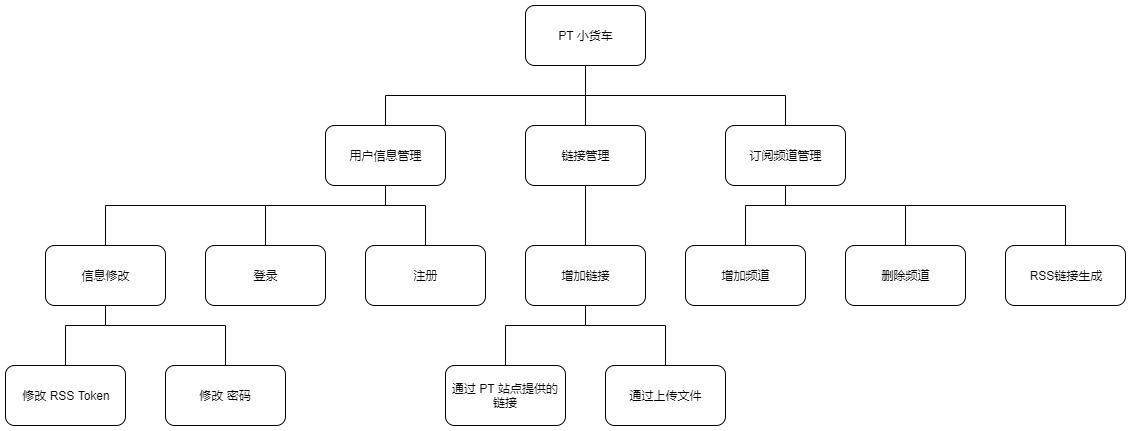 PT 小货车
用户信息管理
链接管理
订阅频道管理
信息修改
登录
注册
增加链接
增加频道
删除频道
RSS链接生成
修改 RSS Token
修改 密码
通过 PT 站点提供的
链接
通过上传文件